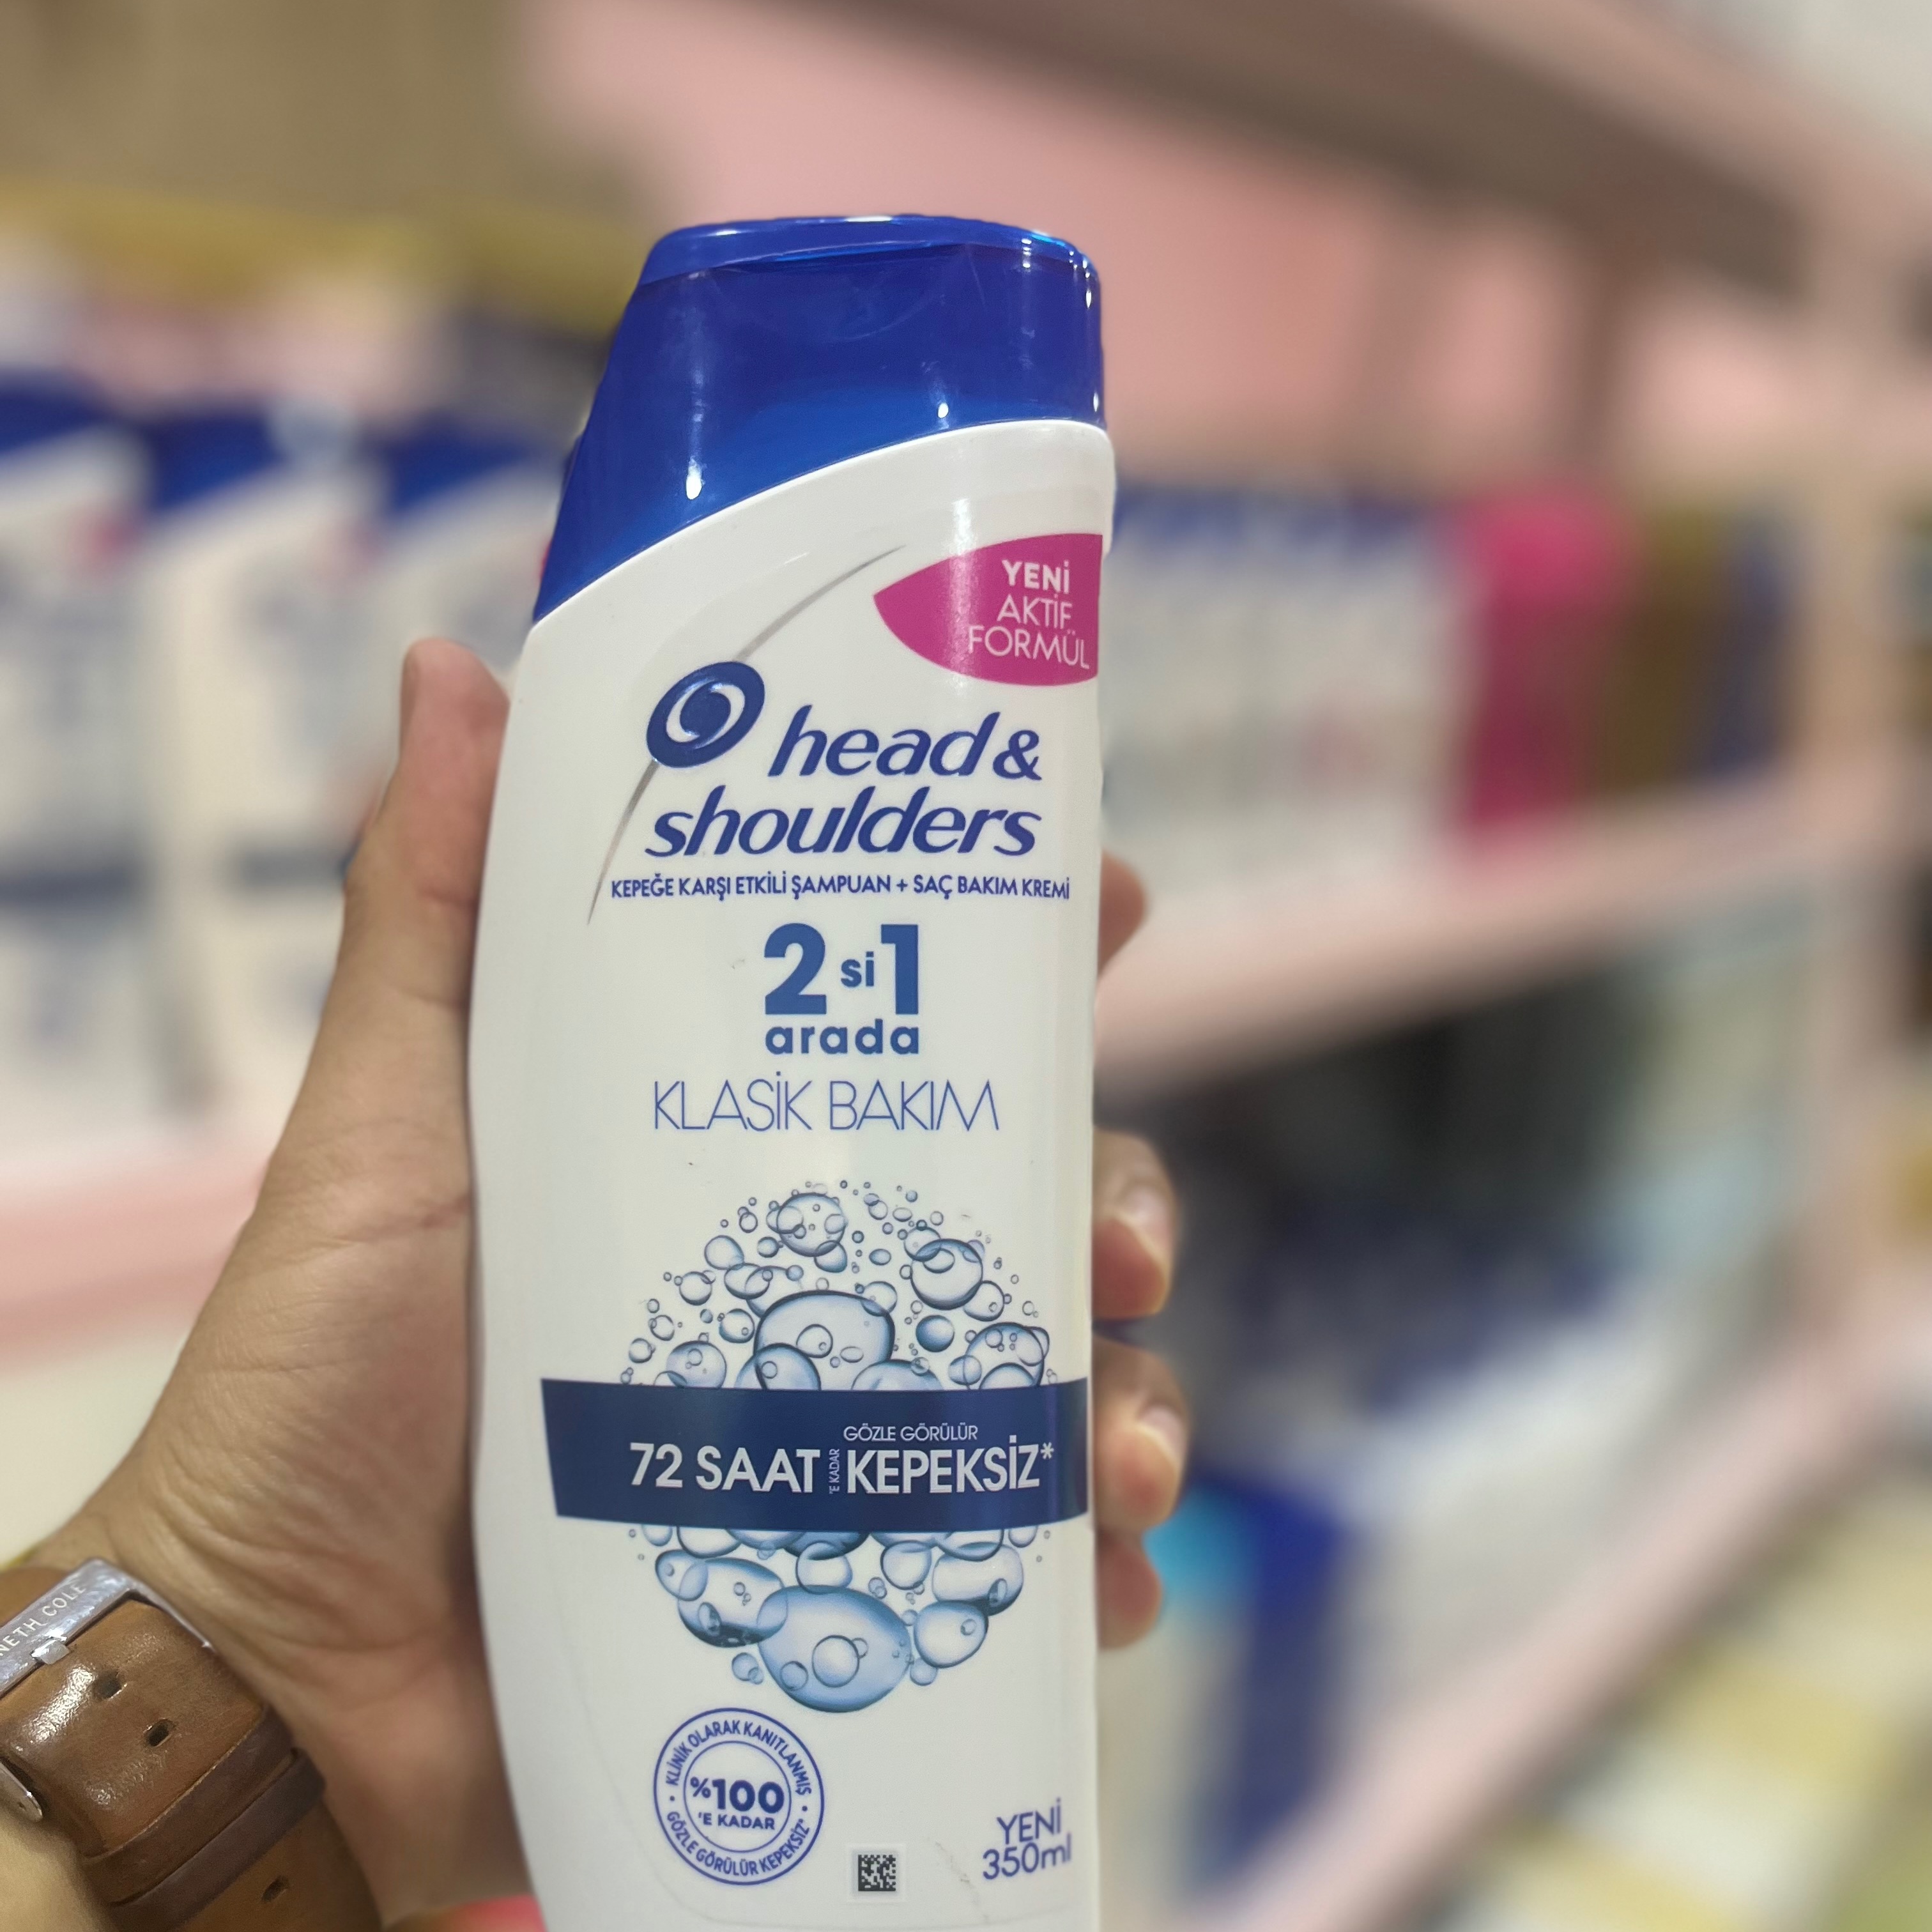 YENİ
AKTİF
FORMÜL
head &
shoulders
KEPEĞE KARŞI ETKİLİ ŞAMPUAN + SAÇ BAKIM KREMİ
2 si 1
arada
KLASİK BAKIM
GÖZLE GÖRÜLÜR
72 SAAT 'E KADAR KEPEKSİZ*
KLİNİK OLARAK KANITLANMIŞ
%100
'E KADAR
GÖZLE GÖRÜLÜR KEPEKSİZ*
YENİ
350ml
COLE